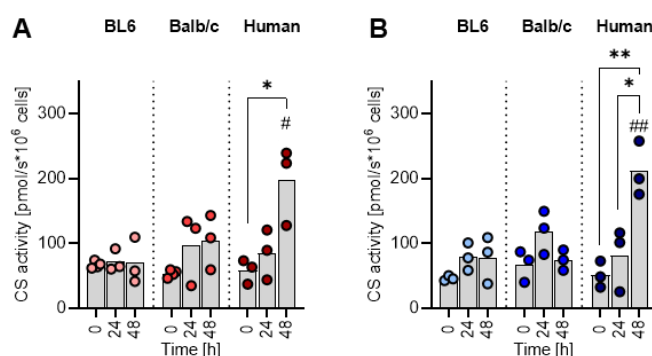 A
BL6 Balb/c Human
CS activity [pmol/s*10⁶ cells]
300
200
100
0
*
#
0 24 48 0 24 48 0 24 48
Time [h]
B
BL6 Balb/c Human
CS activity [pmol/s*10⁶ cells]
300
200
100
0
**
*
##
0 24 48 0 24 48 0 24 48
Time [h]